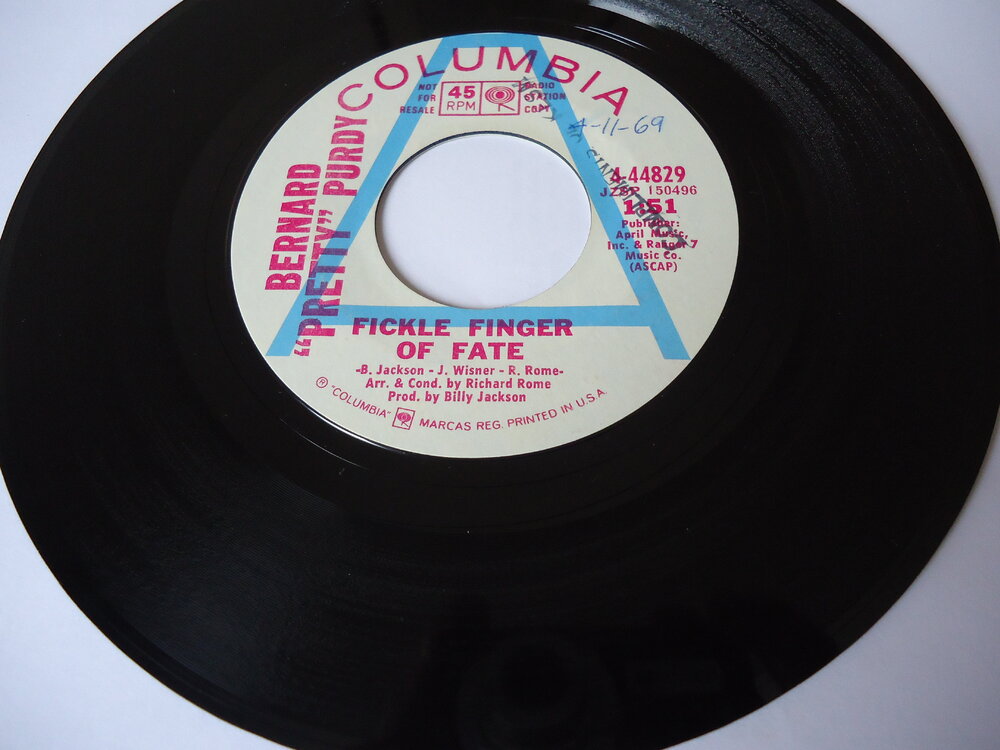 COLUMBIA
NOT
FOR
RESALE
45
RPM
RADIO
STATION
COPY
4-11-69
BERNARD
“PRETTY” PURDY
4-44829
JZSP 150496
1:51
Publisher:
April Music,
Inc. & Ranger 7
Music Co.
(ASCAP)
A
FICKLE FINGER
OF FATE
-B. Jackson - J. Wisner - R. Rome-
Arr. & Cond. by Richard Rome
Prod. by Billy Jackson
℗ "COLUMBIA" MARCAS REG. PRINTED IN U.S.A.